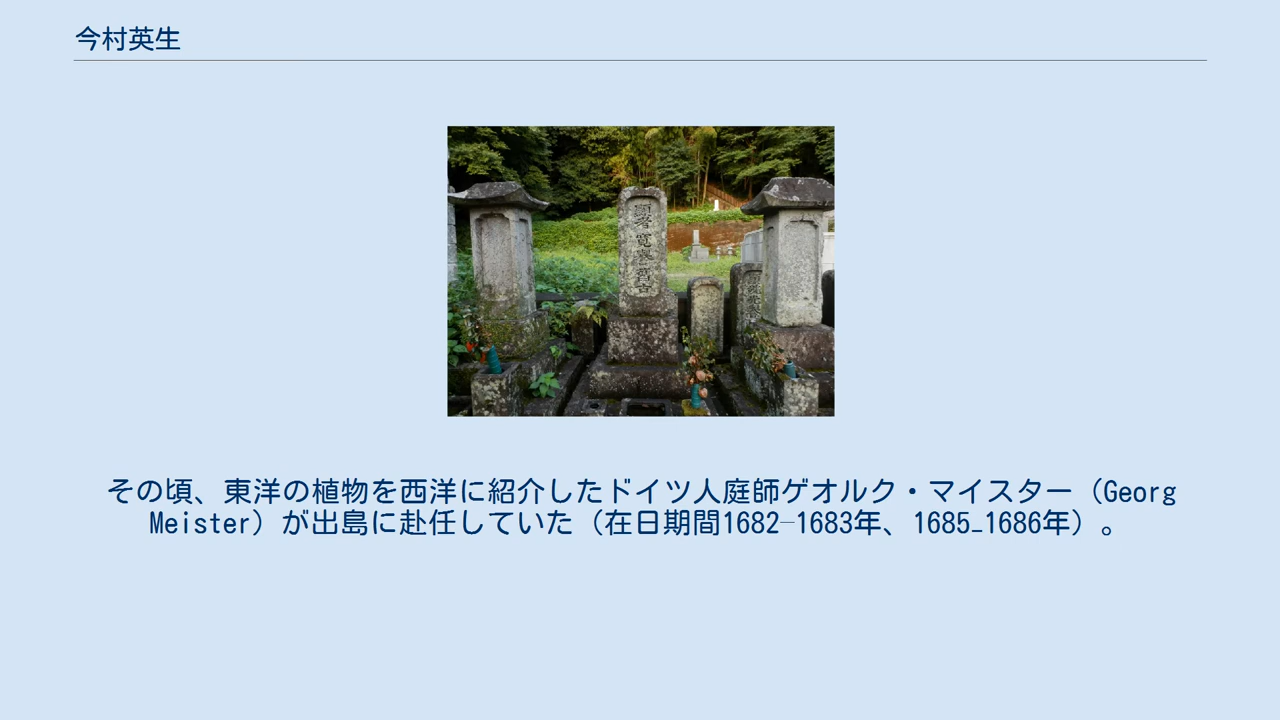 今村英生
その頃、東洋の植物を西洋に紹介したドイツ人庭師ゲオルク・マイスター（Georg
Meister）が出島に赴任していた（在日期間1682–1683年、1685_1686年）。